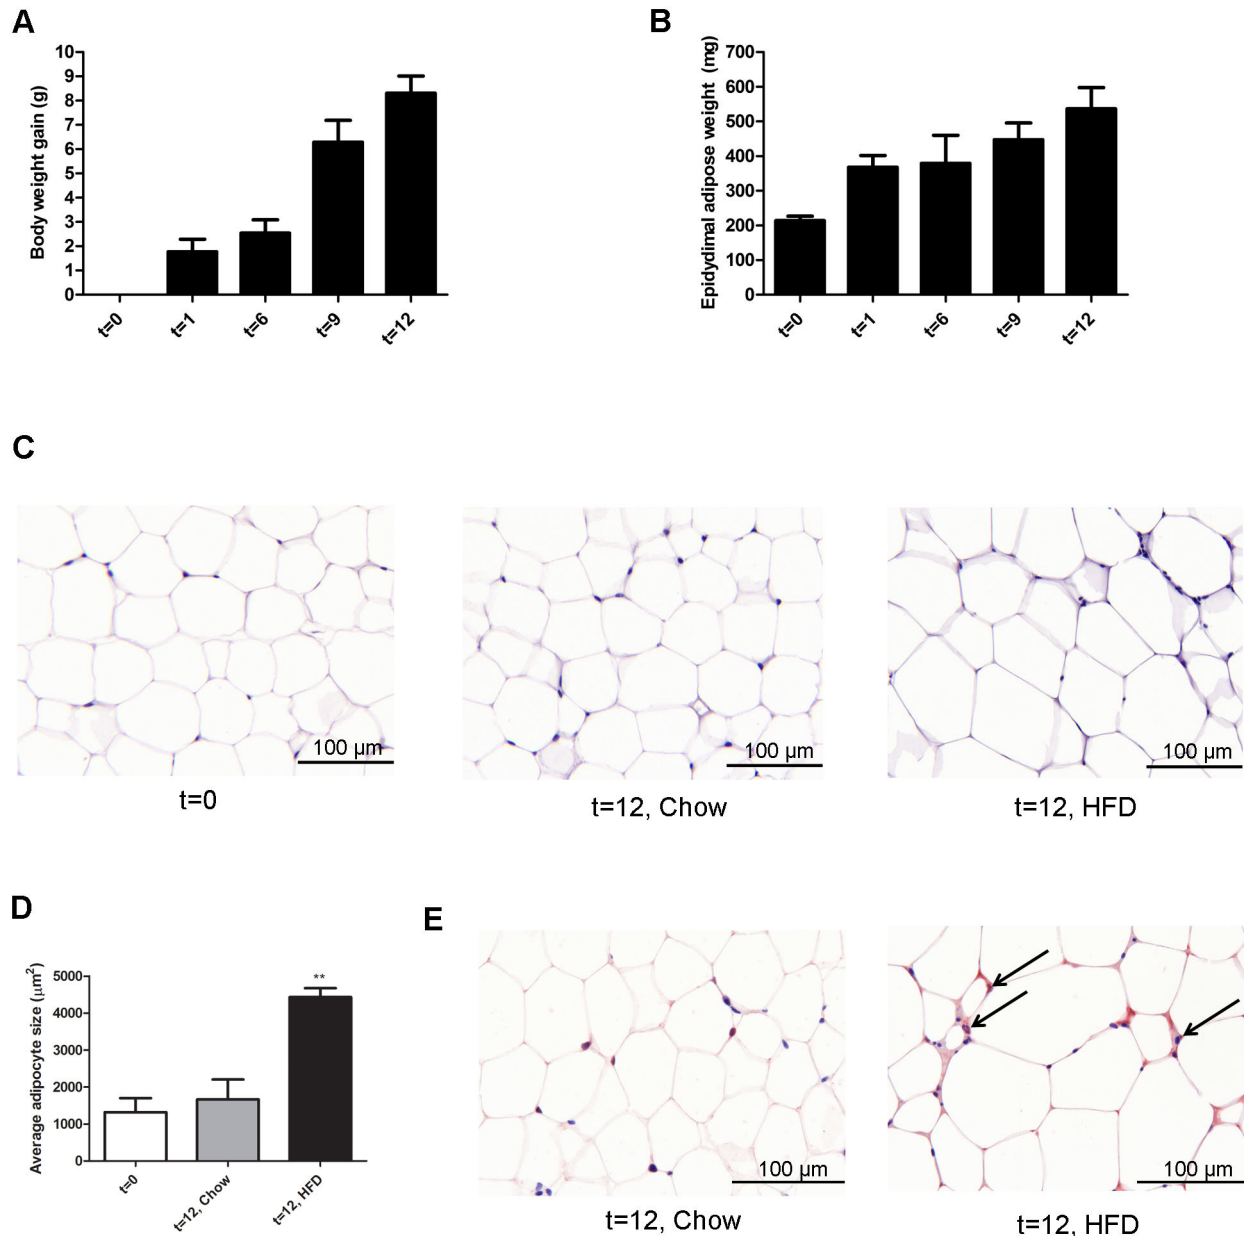 A
Body weight gain (g)
10
9
8
7
6
5
4
3
2
1
0
t=0
t=1
t=6
t=9
t=12
B
Epidydimal adipose weight (mg)
700
600
500
400
300
200
100
0
t=0
t=1
t=6
t=9
t=12
C
100 µm
100 µm
100 µm
t=0
t=12, Chow
t=12, HFD
D
Average adipocyte size (µm²)
5000
4000
3000
2000
1000
0
**
t=0
t=12, Chow
t=12, HFD
E
100 µm
100 µm
t=12, Chow
t=12, HFD